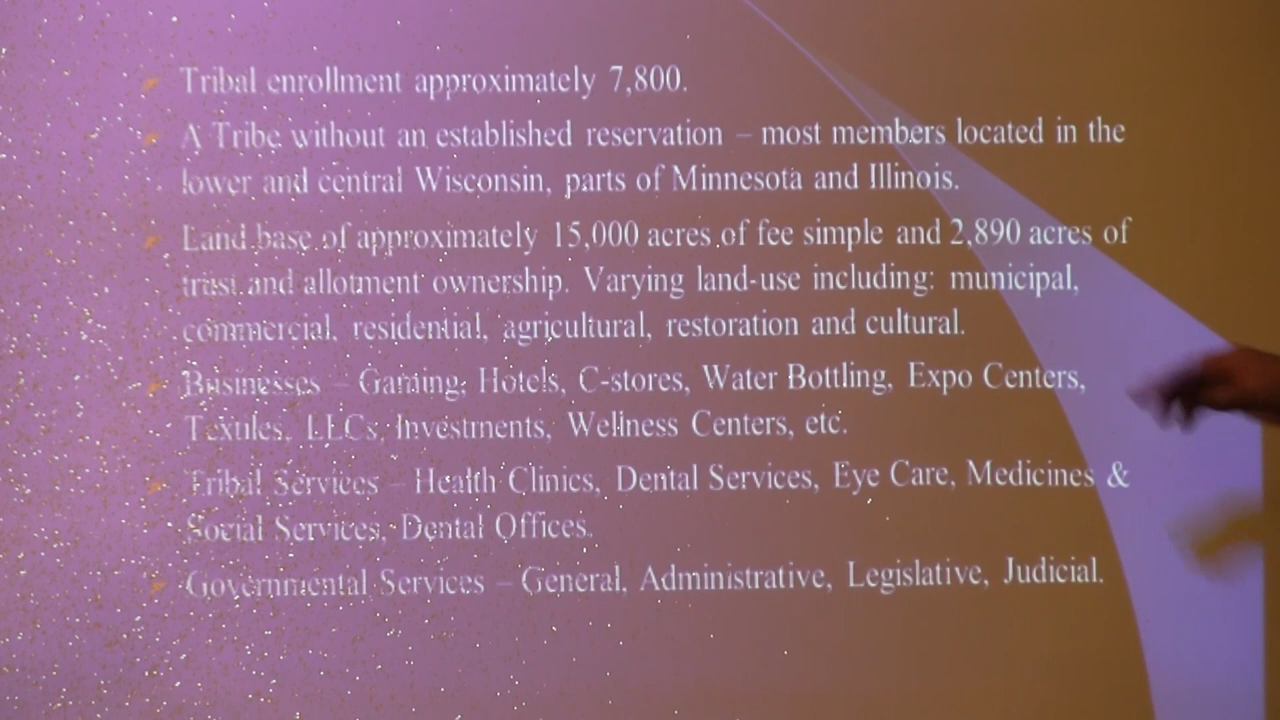 Tribal enrollment approximately 7,800.
A Tribe without an established reservation – most members located in the
lower and central Wisconsin, parts of Minnesota and Illinois.
Land base of approximately 15,000 acres of fee simple and 2,890 acres of
trust and allotment ownership. Varying land-use including: municipal,
commercial, residential, agricultural, restoration and cultural.
Businesses – Gaming, Hotels, C-stores, Water Bottling, Expo Centers,
Textiles, LLCs, Investments, Wellness Centers, etc.
Tribal Services – Health Clinics, Dental Services, Eye Care, Medicines &
Social Services, Dental Offices.
Governmental Services – General, Administrative, Legislative, Judicial.